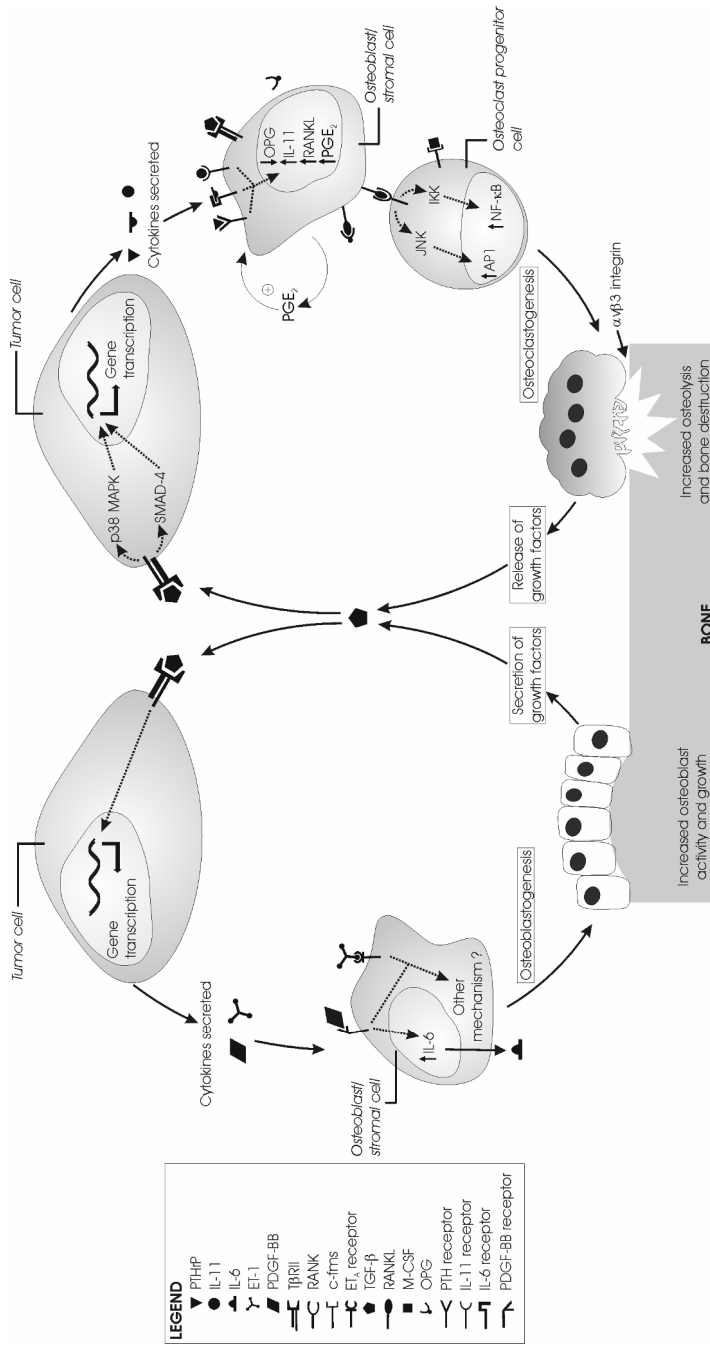 Tumor cell
Gene
transcription
Cytokines secreted
Osteoblast/
stromal cell
↑IL-6
Other
mechanism ?
Osteoblastogenesis
Increased osteoblast
activity and growth
Secretion of
growth factors
BONE
Tumor cell
p38 MAPK
SMAD-4
Gene
transcription
Cytokines secreted
PGE2
+
↓OPG
↑IL-11
↑RANKL
↑PGE2
Osteoblast/
stromal cell
JNK
IKK
↑AP1
↑NF-κB
Osteoclast progenitor
cell
Osteoclastogenesis
αvβ3 integrin
Release of
growth factors
Increased osteolysis
and bone destruction
LEGEND
PTHrP
IL-11
IL-6
ET-1
PDGF-BB
TβRII
RANK
c-fms
ETA receptor
TGF-β
RANKL
M-CSF
OPG
PTH receptor
IL-11 receptor
IL-6 receptor
PDGF-BB receptor